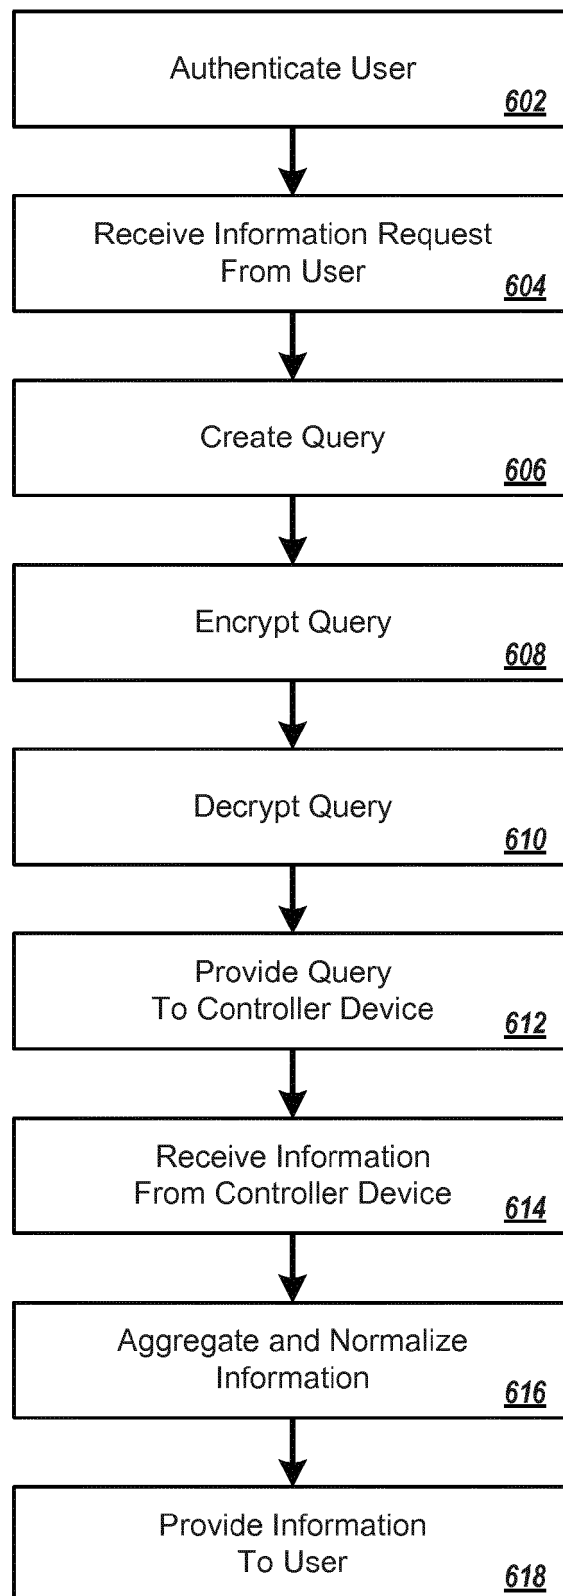 Authenticate User
602
Receive Information Request
From User
604
Create Query
606
Encrypt Query
608
Decrypt Query
610
Provide Query
To Controller Device
612
Receive Information
From Controller Device
614
Aggregate and Normalize
Information
616
Provide Information
To User
618